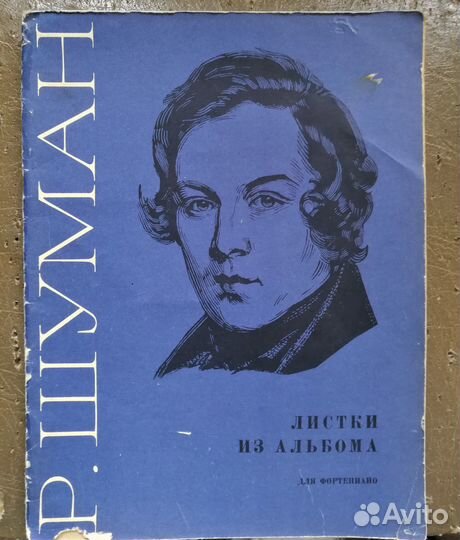 Р. ШУМАН
ЛИСТКИ
ИЗ АЛЬБОМА
ДЛЯ ФОРТЕПИАНО
Avito